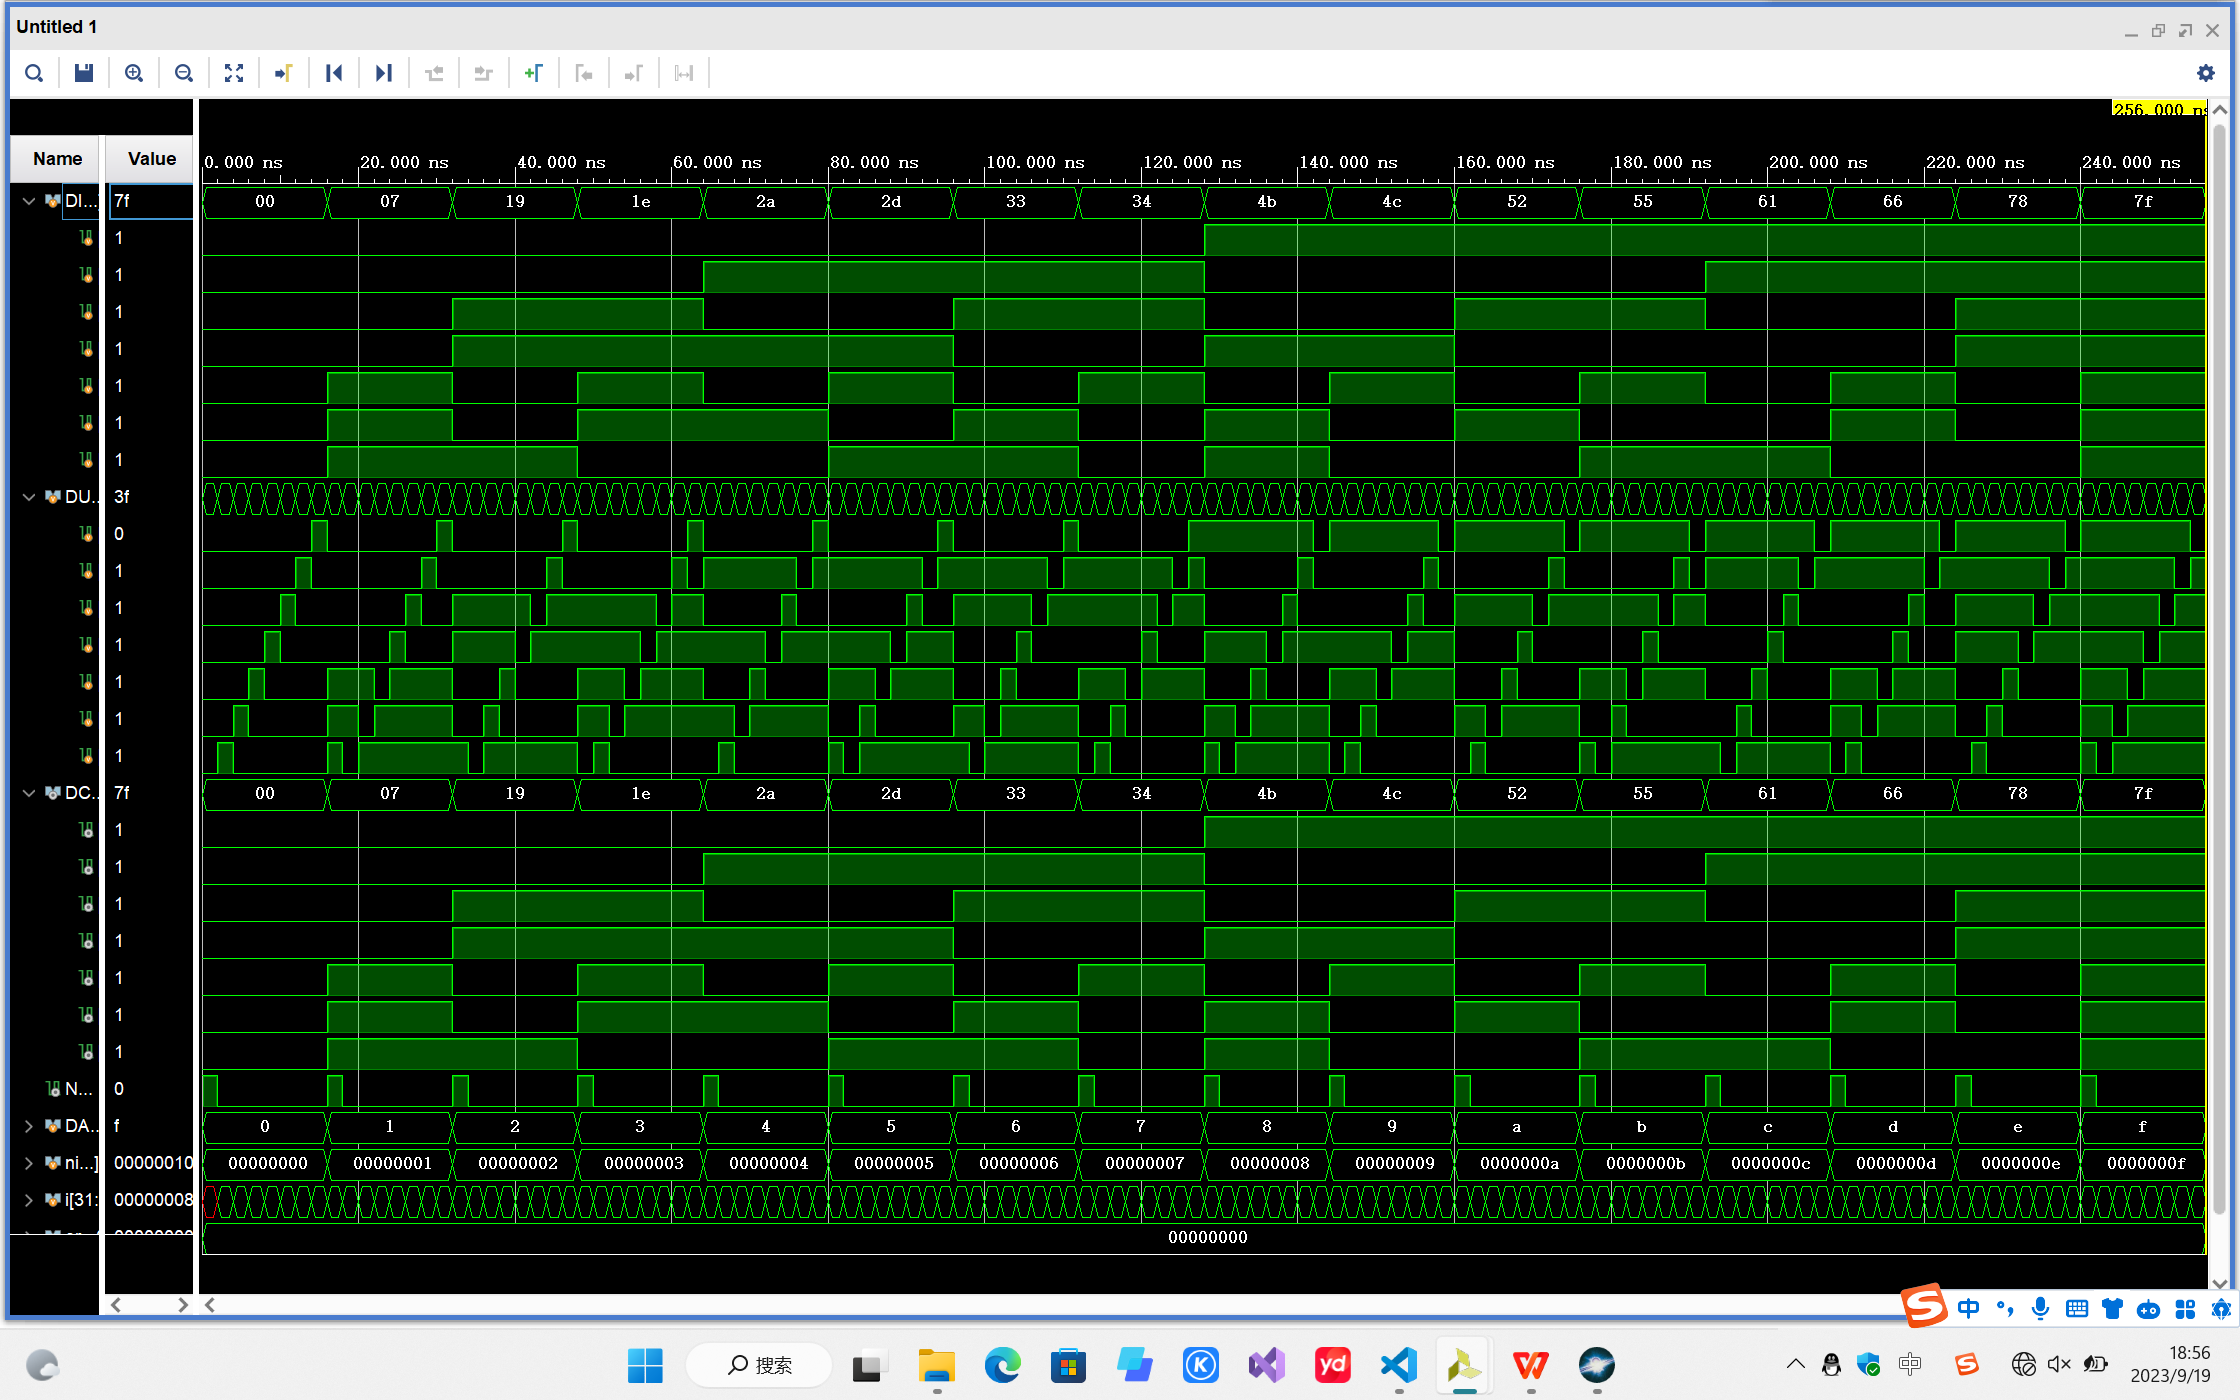 Untitled 1
256.000 ns
Name Value
0.000 ns 20.000 ns 40.000 ns 60.000 ns 80.000 ns 100.000 ns 120.000 ns 140.000 ns 160.000 ns 180.000 ns 200.000 ns 220.000 ns 240.000 ns
DI... 7f 00 07 19 1e 2a 2d 33 34 4b 4c 52 55 61 66 78 7f
1
1
1
1
1
1
1
DU.. 3f
0
1
1
1
1
1
1
DC.. 7f 00 07 19 1e 2a 2d 33 34 4b 4c 52 55 61 66 78 7f
1
1
1
1
1
1
1
N... 0
DA.. f 0 1 2 3 4 5 6 7 8 9 a b c d e f
ni...] 00000010 00000000 00000001 00000002 00000003 00000004 00000005 00000006 00000007 00000008 00000009 0000000a 0000000b 0000000c 0000000d 0000000e 0000000f
i[31: 00000008
00000000
中
搜索
yd
中
18:56
2023/9/19